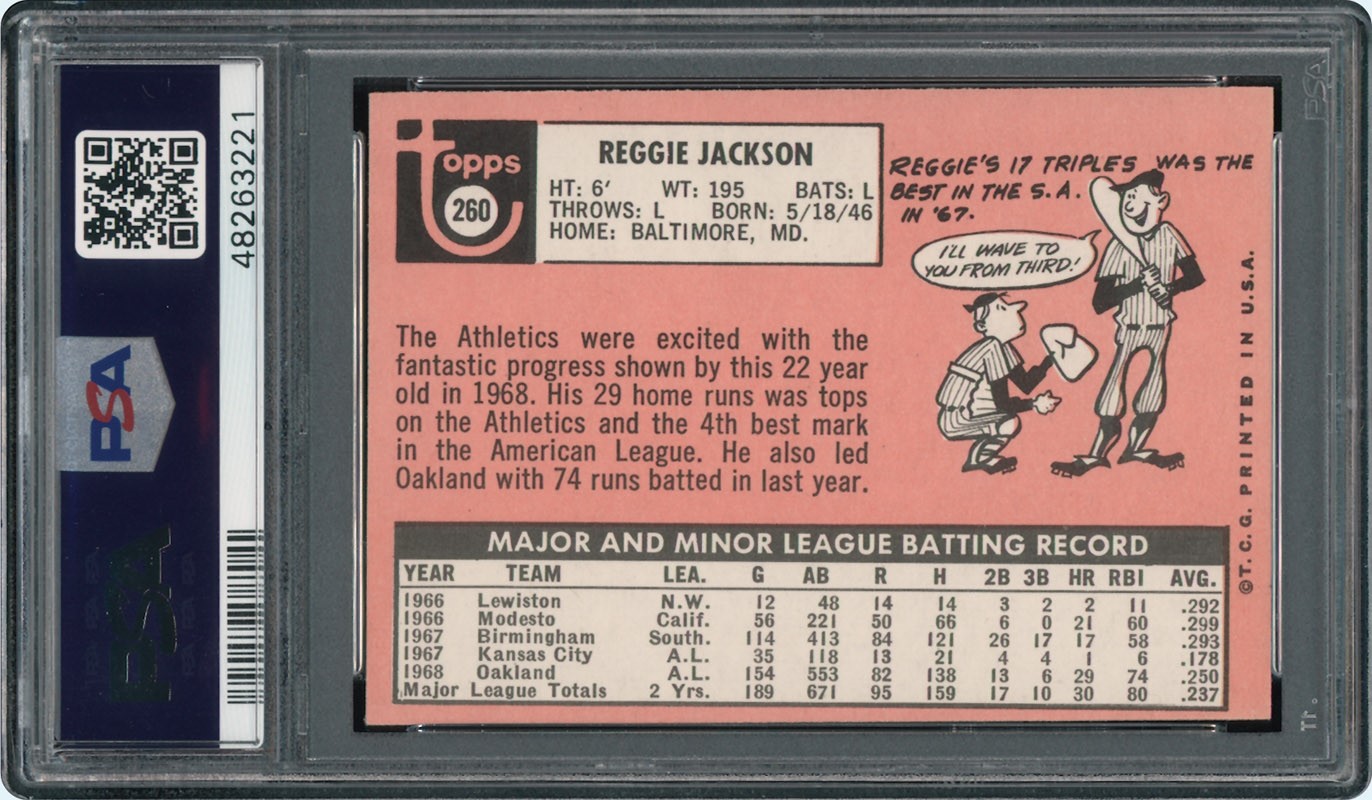 48263221
PSA
PSA
PSA
Topps
260
REGGIE JACKSON
HT: 6' WT: 195 BATS: L
THROWS: L BORN: 5/18/46
HOME: BALTIMORE, MD.
REGGIE'S 17 TRIPLES WAS THE
BEST IN THE S.A.
IN '67.
I'LL WAVE TO
YOU FROM THIRD!
The Athletics were excited with the
fantastic progress shown by this 22 year
old in 1968. His 29 home runs was tops
on the Athletics and the 4th best mark
in the American League. He also led
Oakland with 74 runs batted in last year.
©T.C.G. PRINTED IN U.S.A.
MAJOR AND MINOR LEAGUE BATTING RECORD
YEAR TEAM LEA. G AB R H 2B 3B HR RBI AVG.
1966 Lewiston N.W. 12 48 14 14 3 2 2 11 .292
1966 Modesto Calif. 56 221 50 66 6 0 21 60 .299
1967 Birmingham South. 114 413 84 121 26 17 17 58 .293
1967 Kansas City A.L. 35 118 13 21 4 4 1 6 .178
1968 Oakland A.L. 154 553 82 138 13 6 29 74 .250
Major League Totals 2 Yrs. 189 671 95 159 17 10 30 80 .237